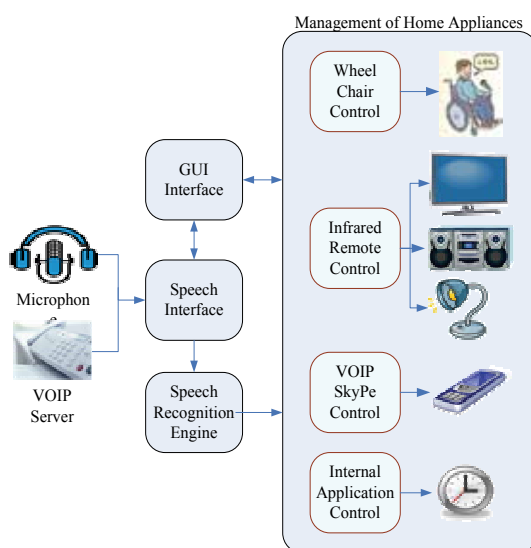 Management of Home Appliances
Wheel
Chair
Control
GUI
Interface
Infrared
Remote
Control
Microphon
e
Speech
Interface
VOIP
Server
Speech
Recognition
Engine
VOIP
SkyPe
Control
Internal
Application
Control